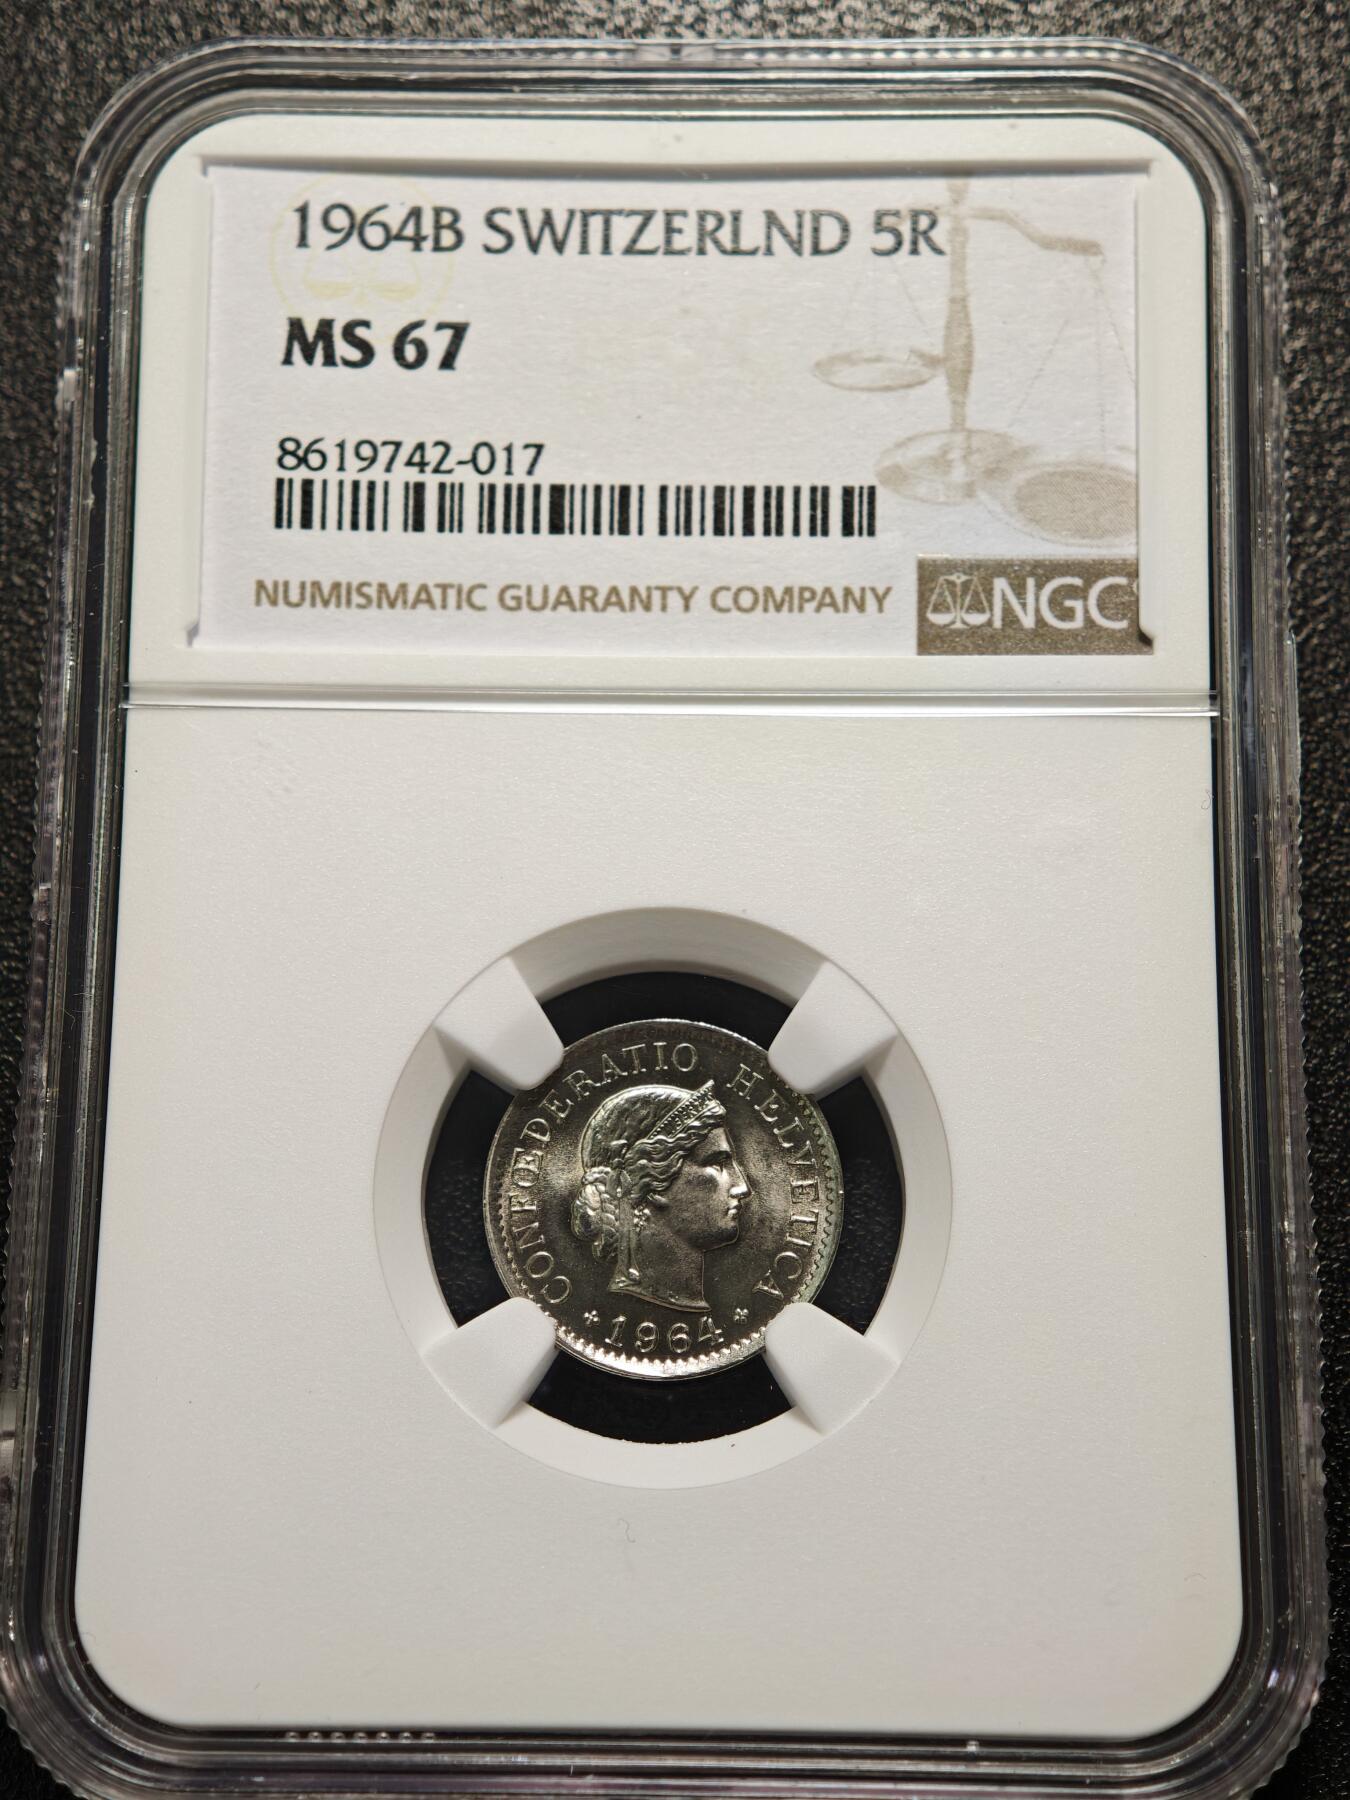 1964B SWITZERLND 5R
MS 67
8619742-017
NUMISMATIC GUARANTY COMPANY
NGC
CONFŒDERATIO HELVETICA
1964